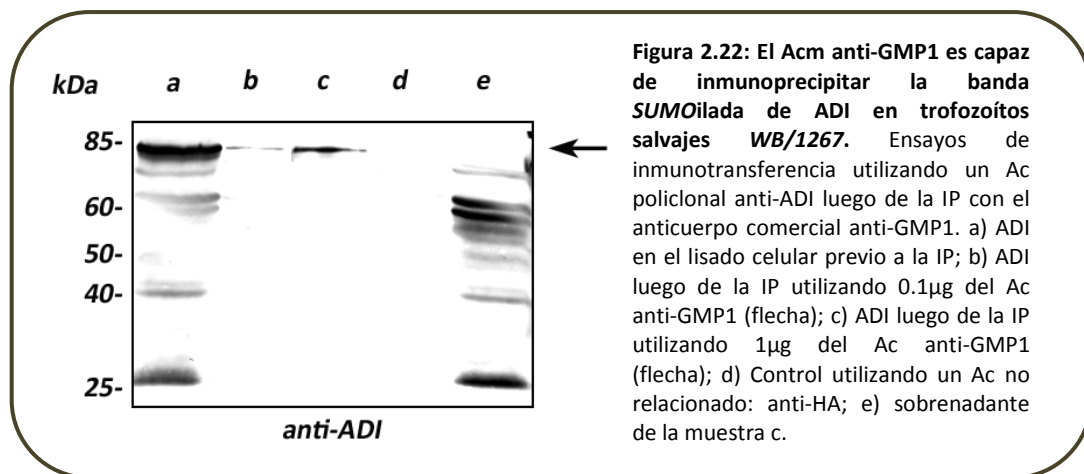 kDa a b c d e
85-
60-
50-
40-
25-
anti-ADI
Figura 2.22: El Acm anti-GMP1 es capaz
de inmunoprecipitar la banda
SUMOilada de ADI en trofozoítos
salvajes WB/1267. Ensayos de
inmunotransferencia utilizando un Ac
policlonal anti-ADI luego de la IP con el
anticuerpo comercial anti-GMP1. a) ADI
en el lisado celular previo a la IP; b) ADI
luego de la IP utilizando 0.1µg del Ac
anti-GMP1 (flecha); c) ADI luego de la IP
utilizando 1µg del Ac anti-GMP1
(flecha); d) Control utilizando un Ac no
relacionado: anti-HA; e) sobrenadante
de la muestra c.